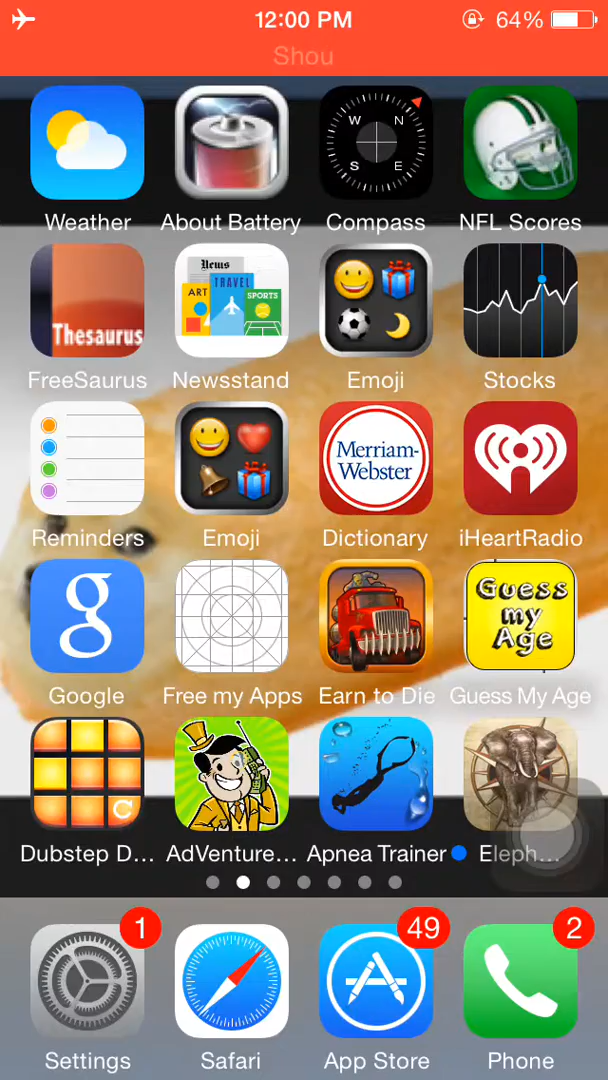 12:00 PM 64%
Shou
W N
S E
Weather About Battery Compass NFL Scores
Thesaurus
News
ART TRAVEL SPORTS
FreeSaurus Newsstand Emoji Stocks
Merriam-
Webster
Reminders Emoji Dictionary iHeartRadio
g
Guess
my
Age
Google Free my Apps Earn to Die Guess My Age
Dubstep D... AdVenture... Apnea Trainer Eleph...
1 49 2
Settings Safari App Store Phone